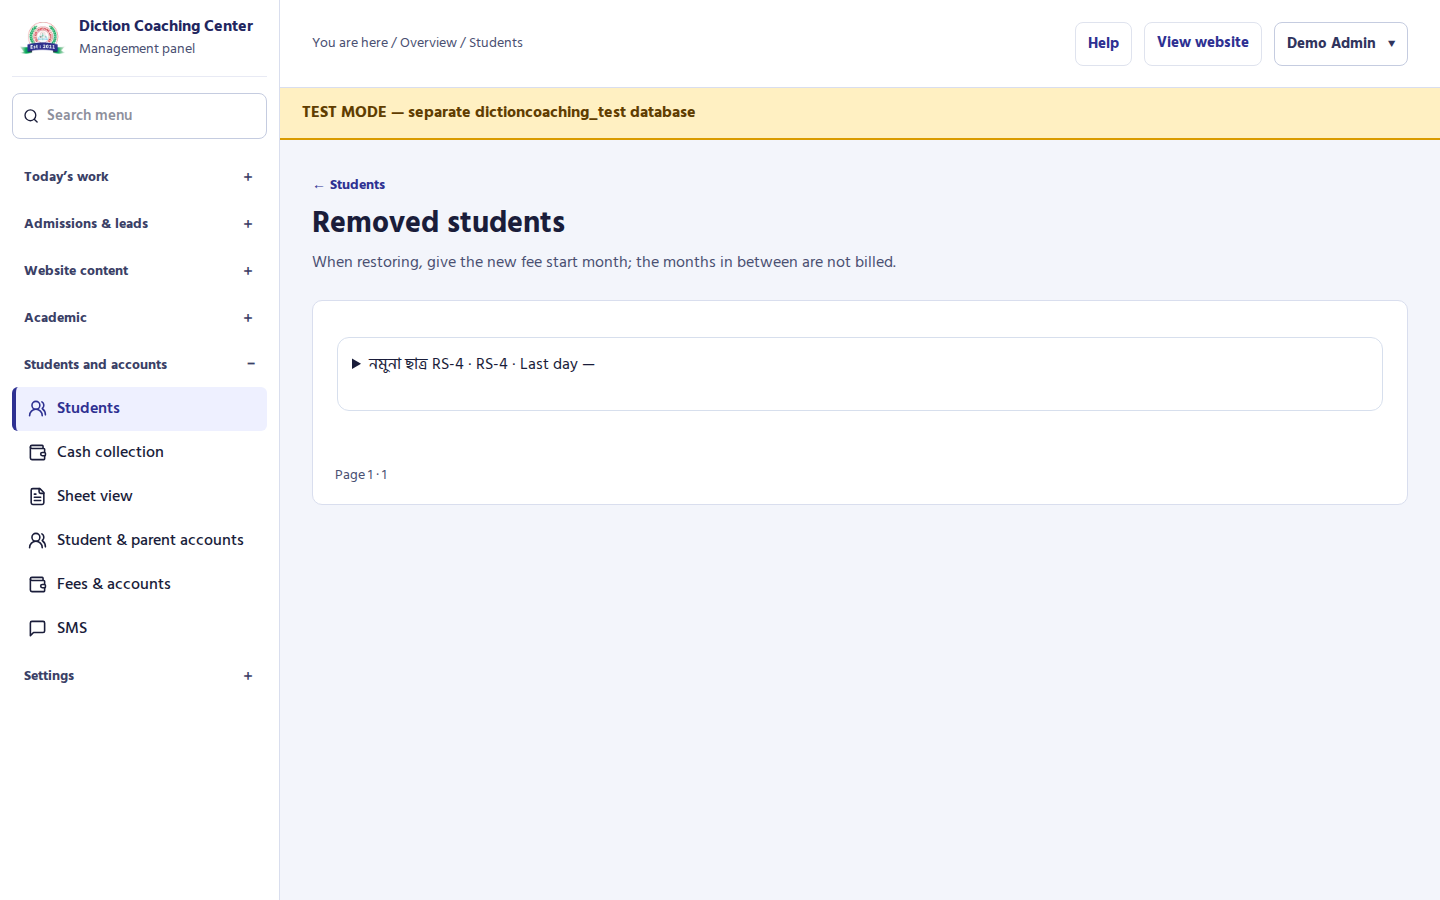 Diction Coaching Center
Management panel
Est : 2011
Search menu
Today’s work +
Admissions & leads +
Website content +
Academic +
Students and accounts −
Students
Cash collection
Sheet view
Student & parent accounts
Fees & accounts
SMS
Settings +
You are here / Overview / Students
Help
View website
Demo Admin ▾
TEST MODE — separate dictioncoaching_test database
← Students
Removed students
When restoring, give the new fee start month; the months in between are not billed.
▶ নমুনা ছাত্র RS-4 · RS-4 · Last day —
Page 1 · 1